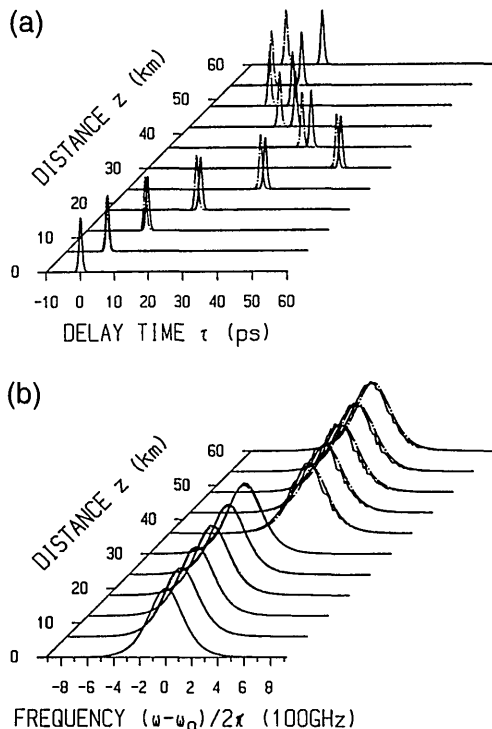 (a)
DISTANCE z (km)
60
50
40
30
20
10
0
-10 0 10 20 30 40 50 60
DELAY TIME τ (ps)
(b)
DISTANCE z (km)
60
50
40
30
20
10
0
-8 -6 -4 -2 0 2 4 6 8
FREQUENCY (ω-ω₀)/2π (100GHz)